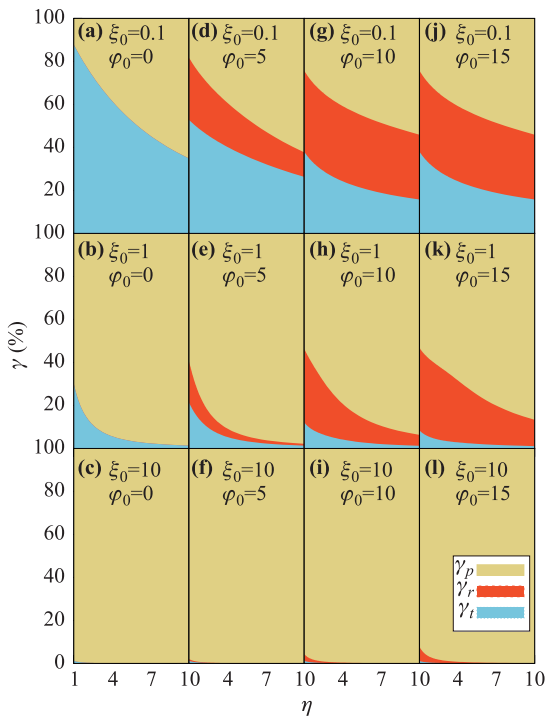 100
80
60
40
20
100
80
60
40
20
100
80
60
40
20
0
γ (%)
(a) ξ0=0.1
φ0=0
(d) ξ0=0.1
φ0=5
(g) ξ0=0.1
φ0=10
(j) ξ0=0.1
φ0=15
(b) ξ0=1
φ0=0
(e) ξ0=1
φ0=5
(h) ξ0=1
φ0=10
(k) ξ0=1
φ0=15
(c) ξ0=10
φ0=0
(f) ξ0=10
φ0=5
(i) ξ0=10
φ0=10
(l) ξ0=10
φ0=15
γp
γr
γt
1 4 7 10 4 7 10 4 7 10 4 7 10
η